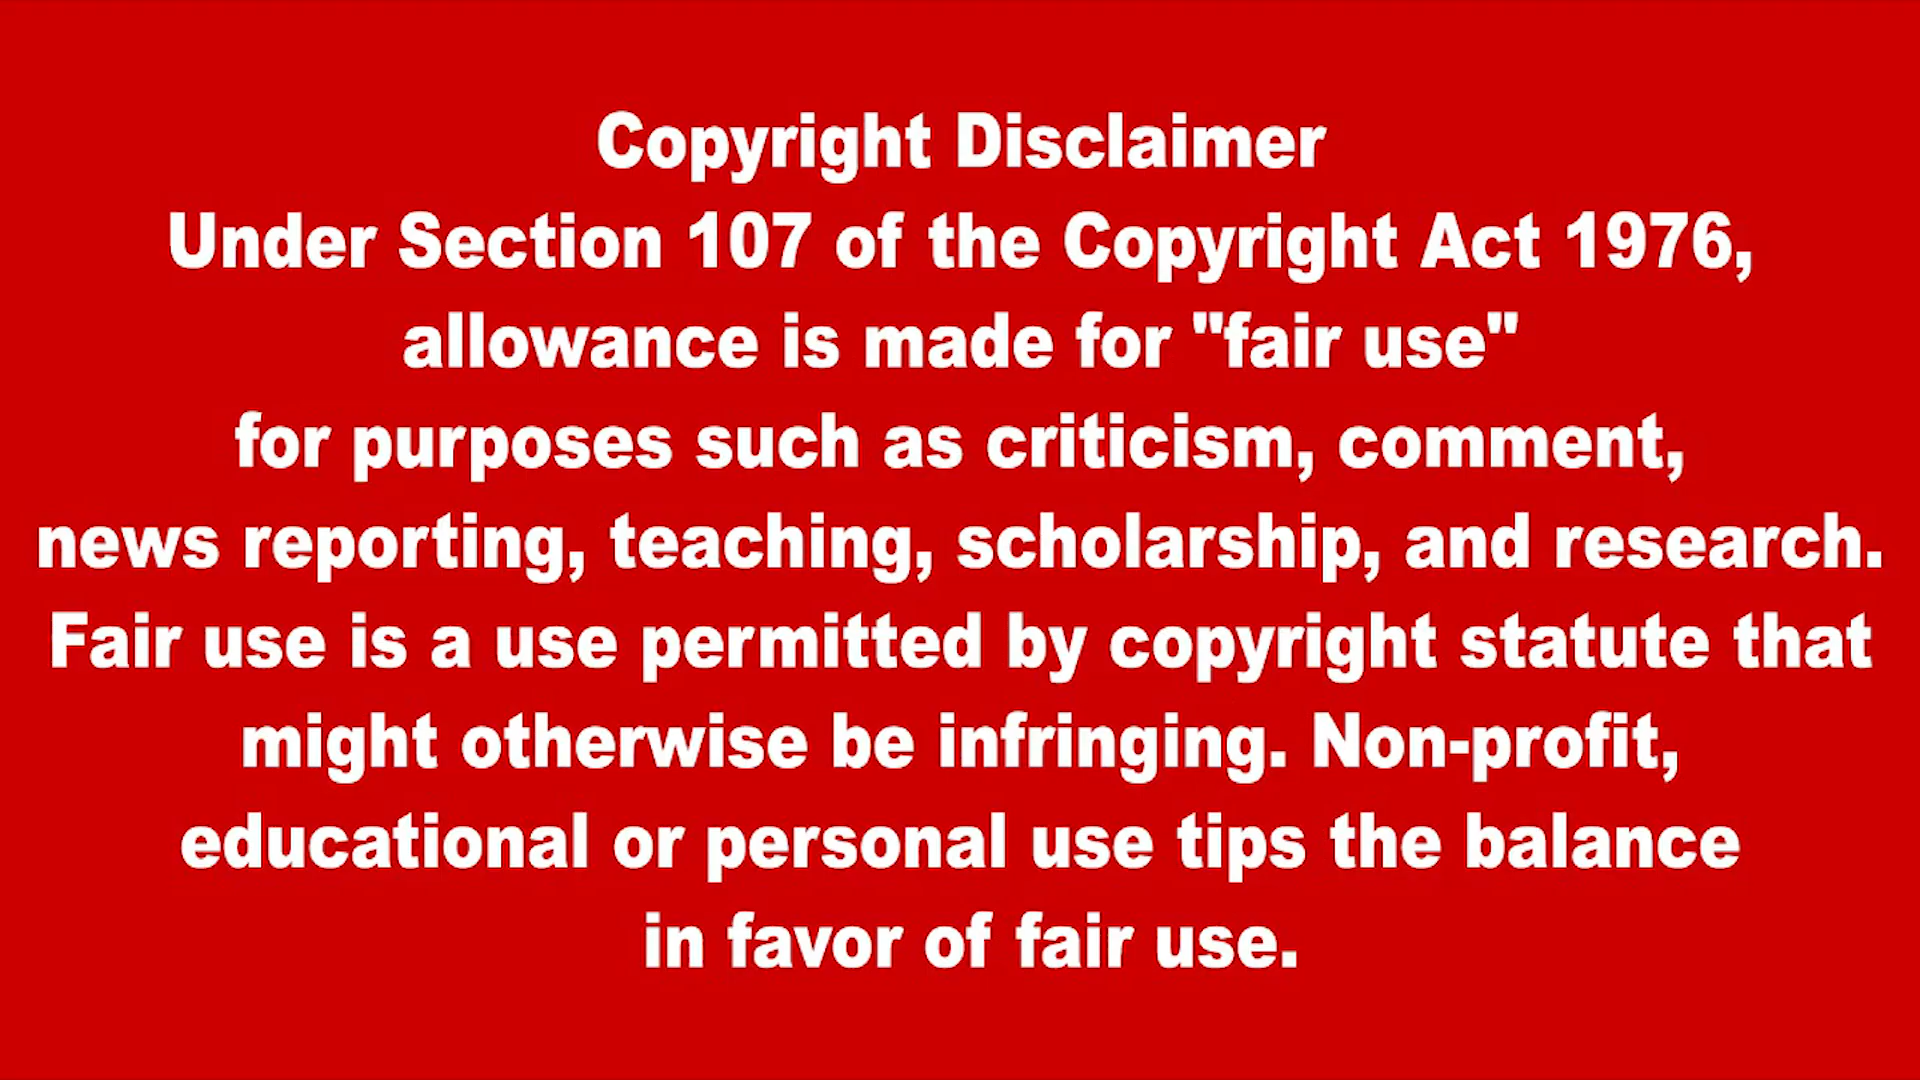 Copyright Disclaimer
Under Section 107 of the Copyright Act 1976,
allowance is made for "fair use"
for purposes such as criticism, comment,
news reporting, teaching, scholarship, and research.
Fair use is a use permitted by copyright statute that
might otherwise be infringing. Non-profit,
educational or personal use tips the balance
in favor of fair use.